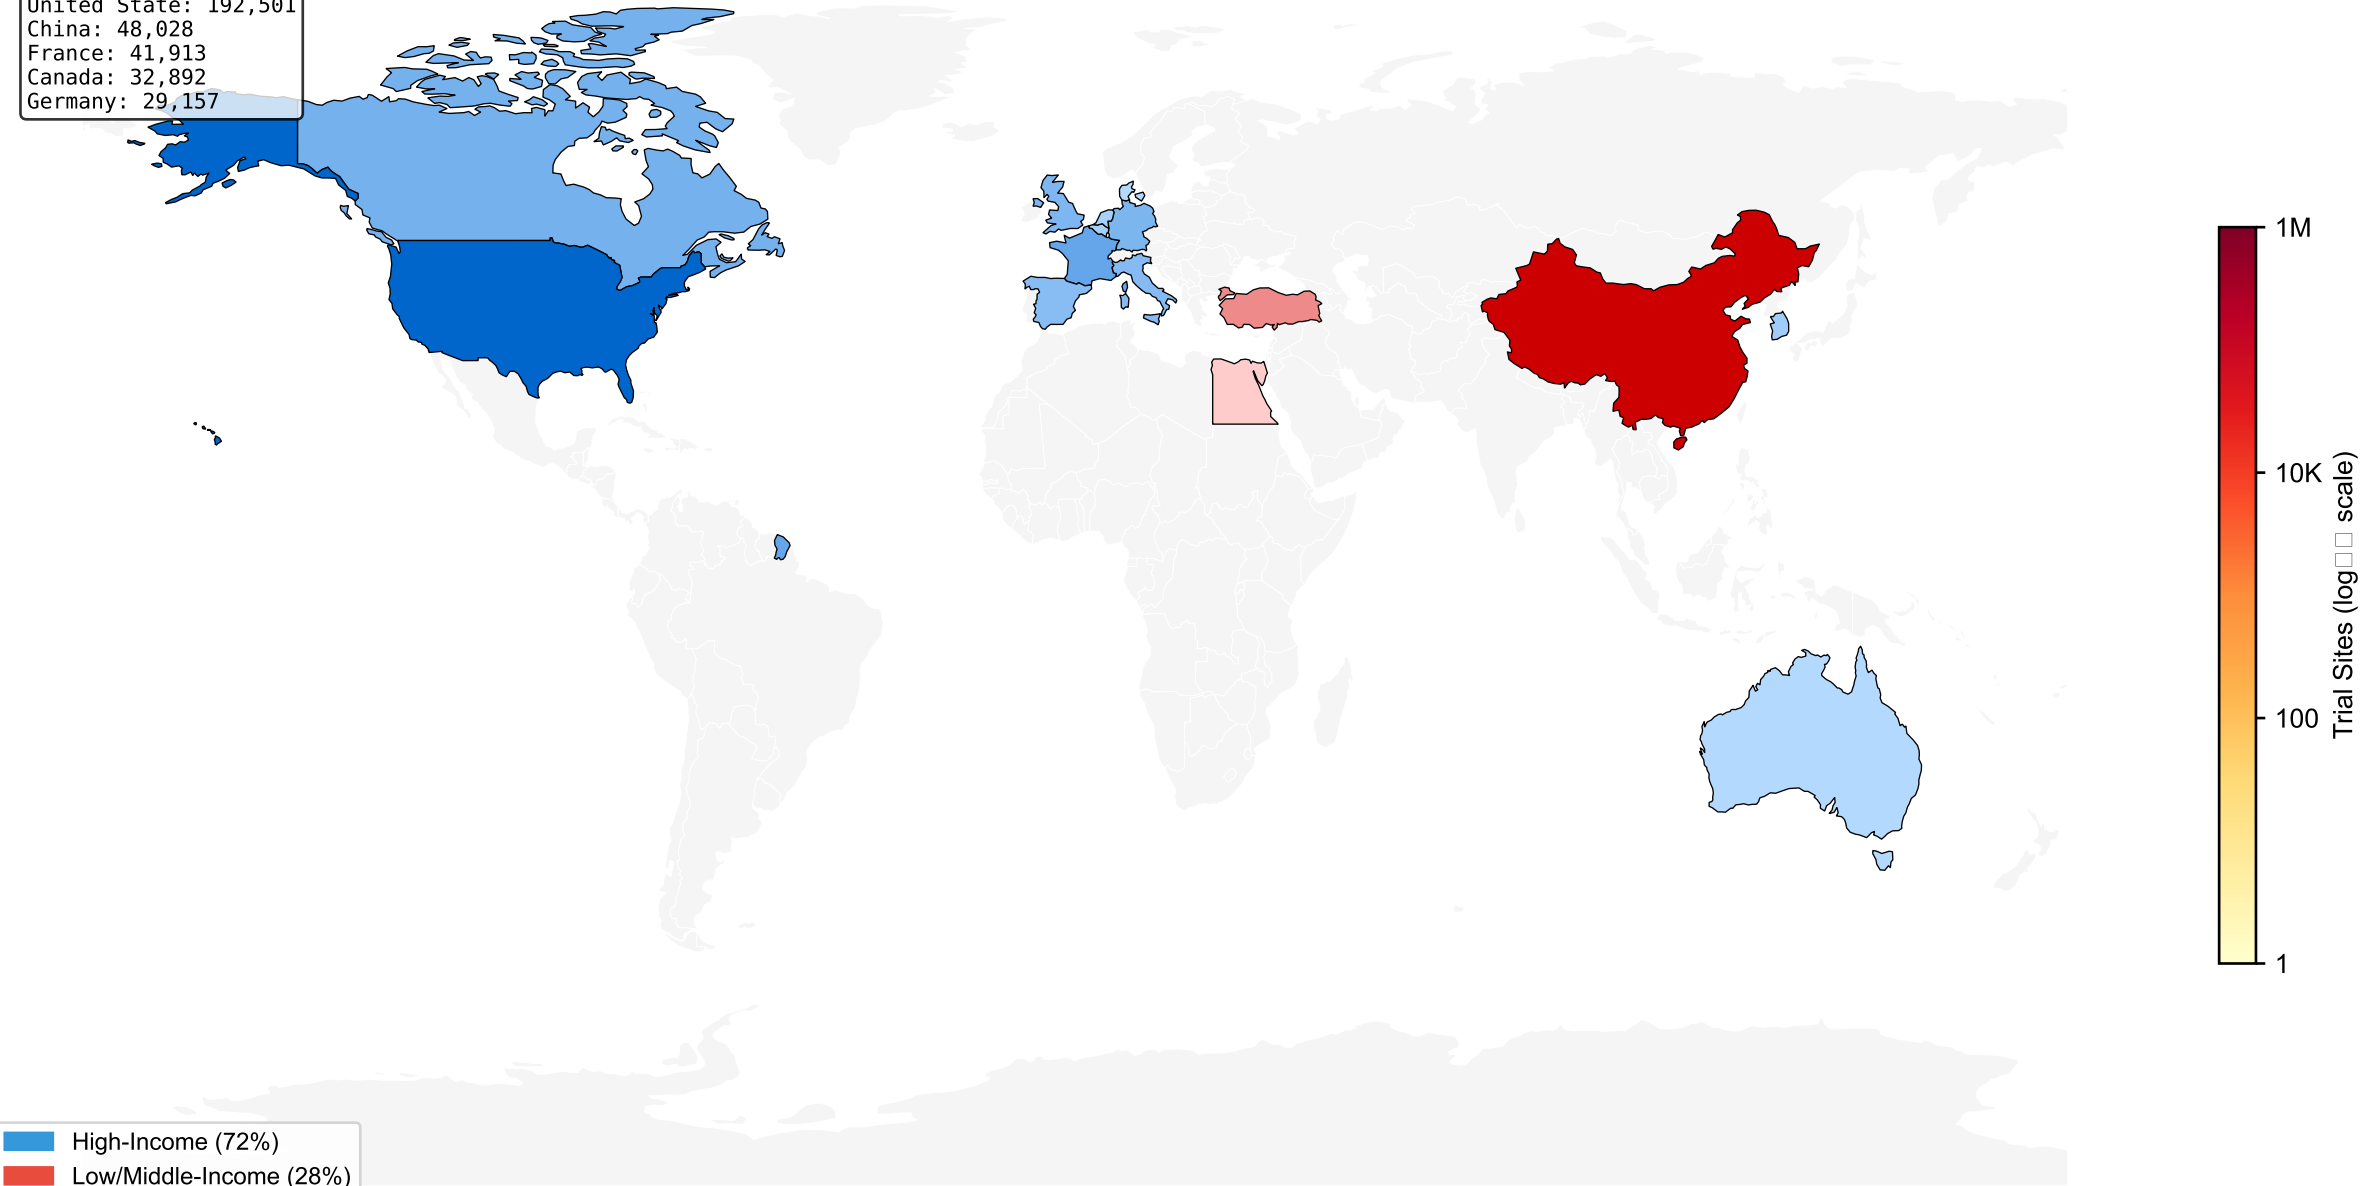 United State: 192,501
China: 48,028
France: 41,913
Canada: 32,892
Germany: 29,157
1M
10K
100
1
Trial Sites (log□□ scale)
High-Income (72%)
Low/Middle-Income (28%)